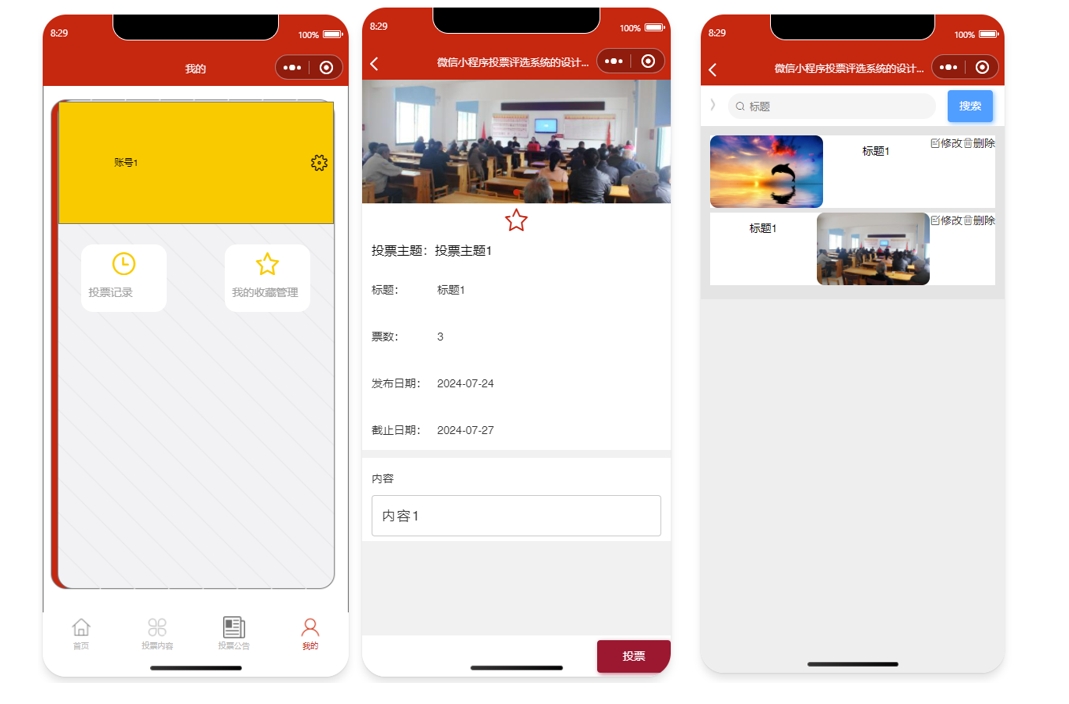 8:29
100%
我的
账号1
投票记录
我的收藏管理
首页
投票内容
投票公告
我的
8:29
100%
微信小程序投票评选系统的设计...
投票主题：投票主题1
标题：
标题1
票数：
3
发布日期：
2024-07-24
截止日期：
2024-07-27
内容
内容1
投票
8:29
100%
微信小程序投票评选系统的设计...
标题
搜索
标题1
修改 删除
标题1
修改 删除